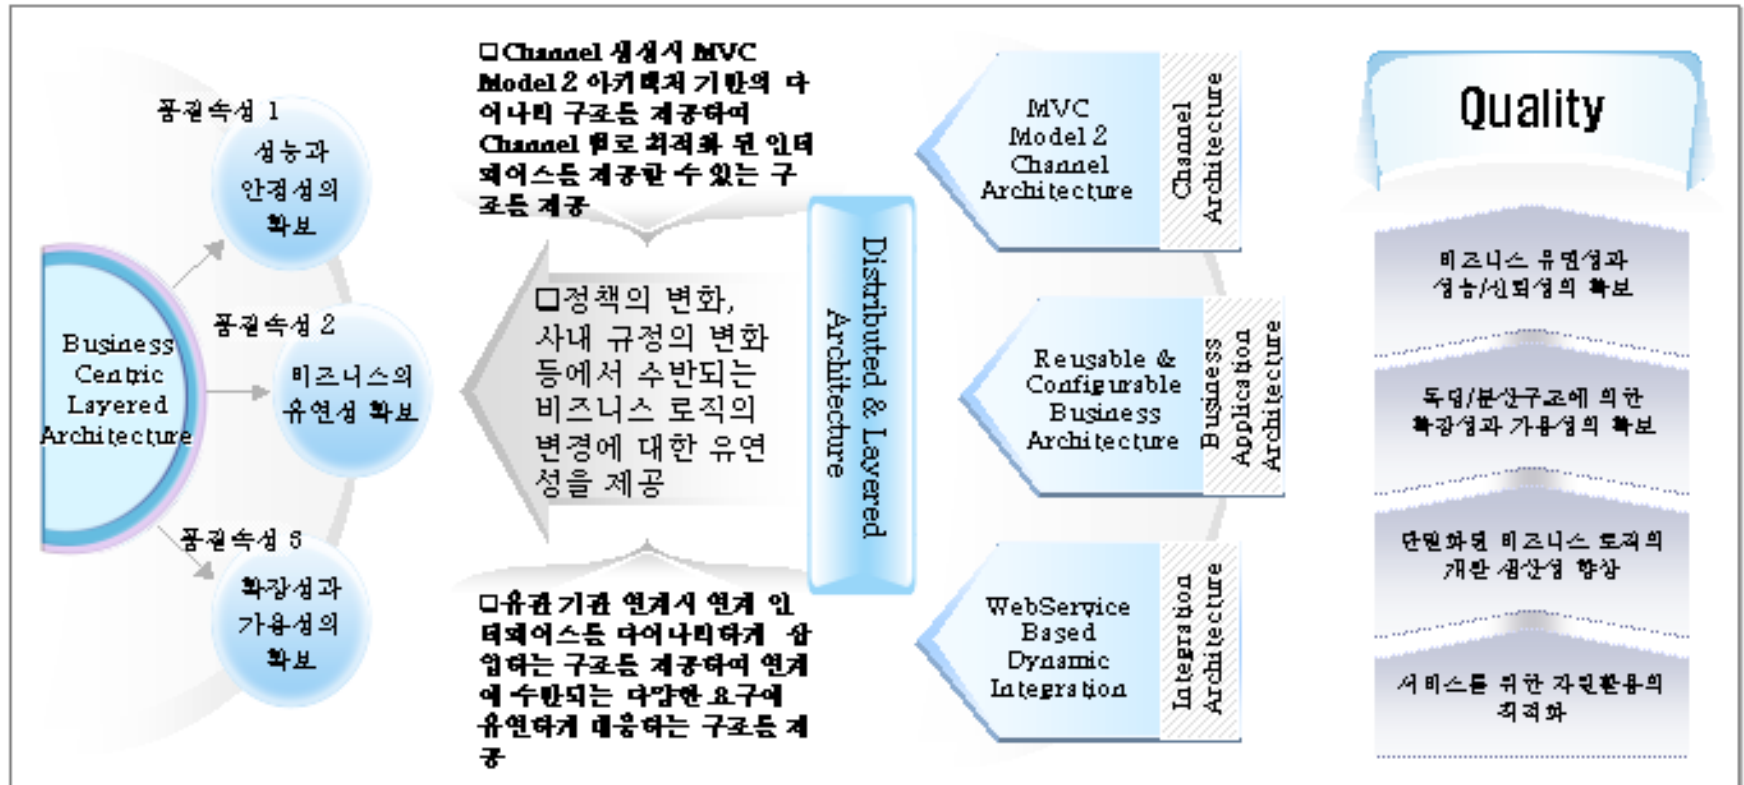 품질속성 1
성능과
안정성의
확보
품질속성 2
비즈니스의
유연성 확보
품질속성 3
확장성과
가용성의
확보
Business
Centric
Layered
Architecture
□Channel 생성시 MVC
Model 2 아키텍처 기반의 다
이나믹 구조를 제공하여
Channel 별로 최적화 된 인터
페이스를 제공할 수 있는 구
조를 제공
□정책의 변화,
사내 규정의 변화
등에서 수반되는
비즈니스 로직의
변경에 대한 유연
성을 제공
□유관 기관 연계시 연계 인
터페이스를 다이나믹하게 삽
입하는 구조를 제공하여 연계
에 수반되는 다양한 요구에
유연하게 대응하는 구조를 제
공
Distributed & Layered
Architecture
MVC
Model 2
Channel
Architecture
Channel
Architecture
Reusable &
Configurable
Business
Architecture
Business
Application
Architecture
WebService
Based
Dynamic
Integration
Integration
Architecture
Quality
비즈니스 유연성과
성능/신뢰성의 확보
독립/분산구조에 의한
확장성과 가용성의 확보
단일화된 비즈니스 로직의
개발 생산성 향상
서비스를 위한 자원활용의
최적화